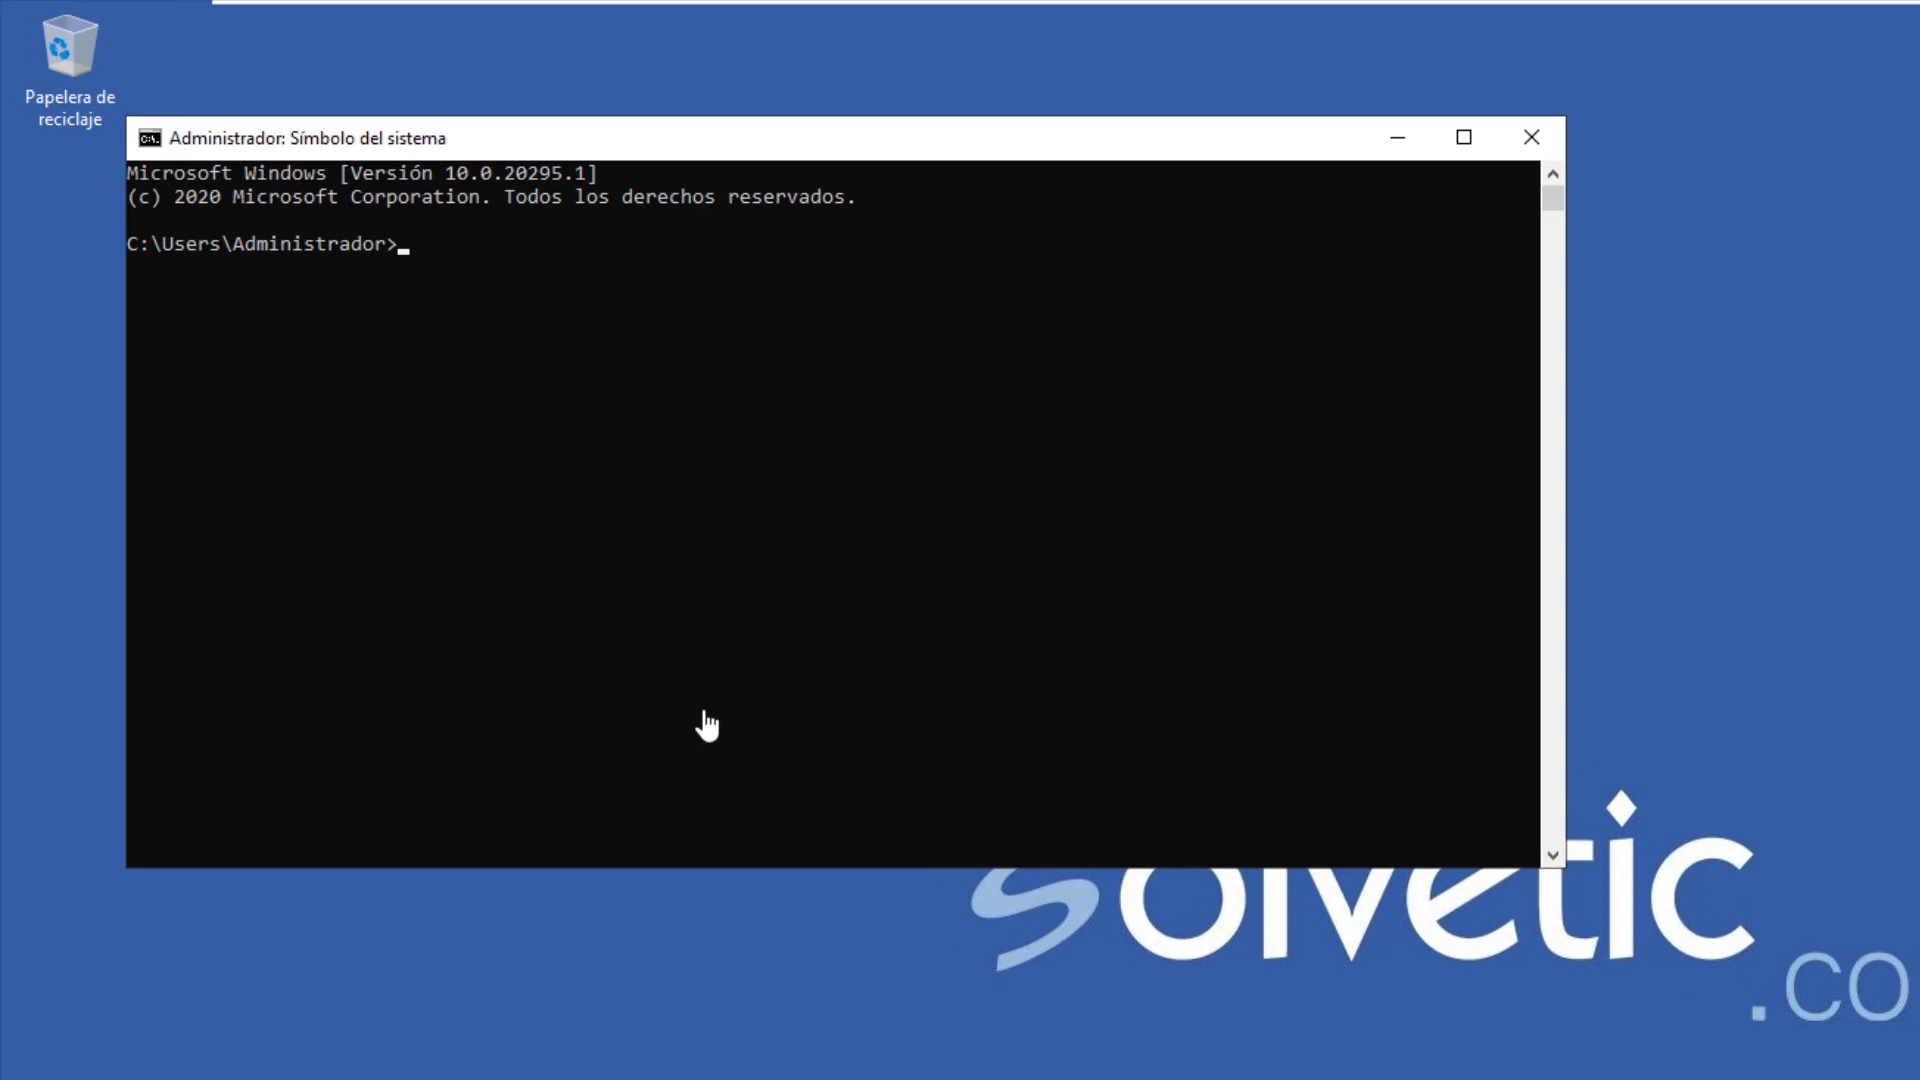 Papelera de
reciclaje
Administrador: Símbolo del sistema
Microsoft Windows [Versión 10.0.20295.1]
(c) 2020 Microsoft Corporation. Todos los derechos reservados.
C:\Users\Administrador>
solvetic
.co